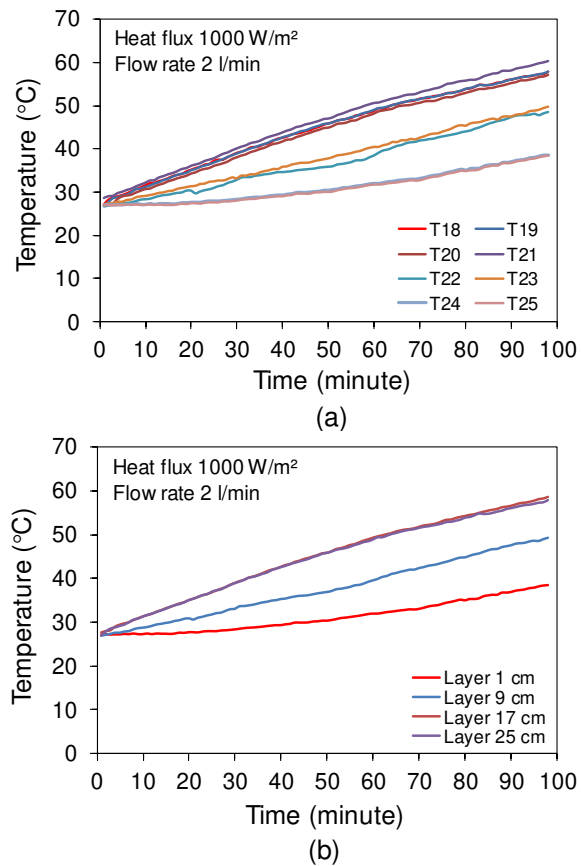 70
60
50
40
30
20
10
0
Temperature (°C)
Heat flux 1000 W/m²
Flow rate 2 l/min
T18 T19
T20 T21
T22 T23
T24 T25
0 10 20 30 40 50 60 70 80 90 100
Time (minute)
(a)
70
60
50
40
30
20
10
0
Temperature (°C)
Heat flux 1000 W/m²
Flow rate 2 l/min
Layer 1 cm
Layer 9 cm
Layer 17 cm
Layer 25 cm
0 10 20 30 40 50 60 70 80 90 100
Time (minute)
(b)